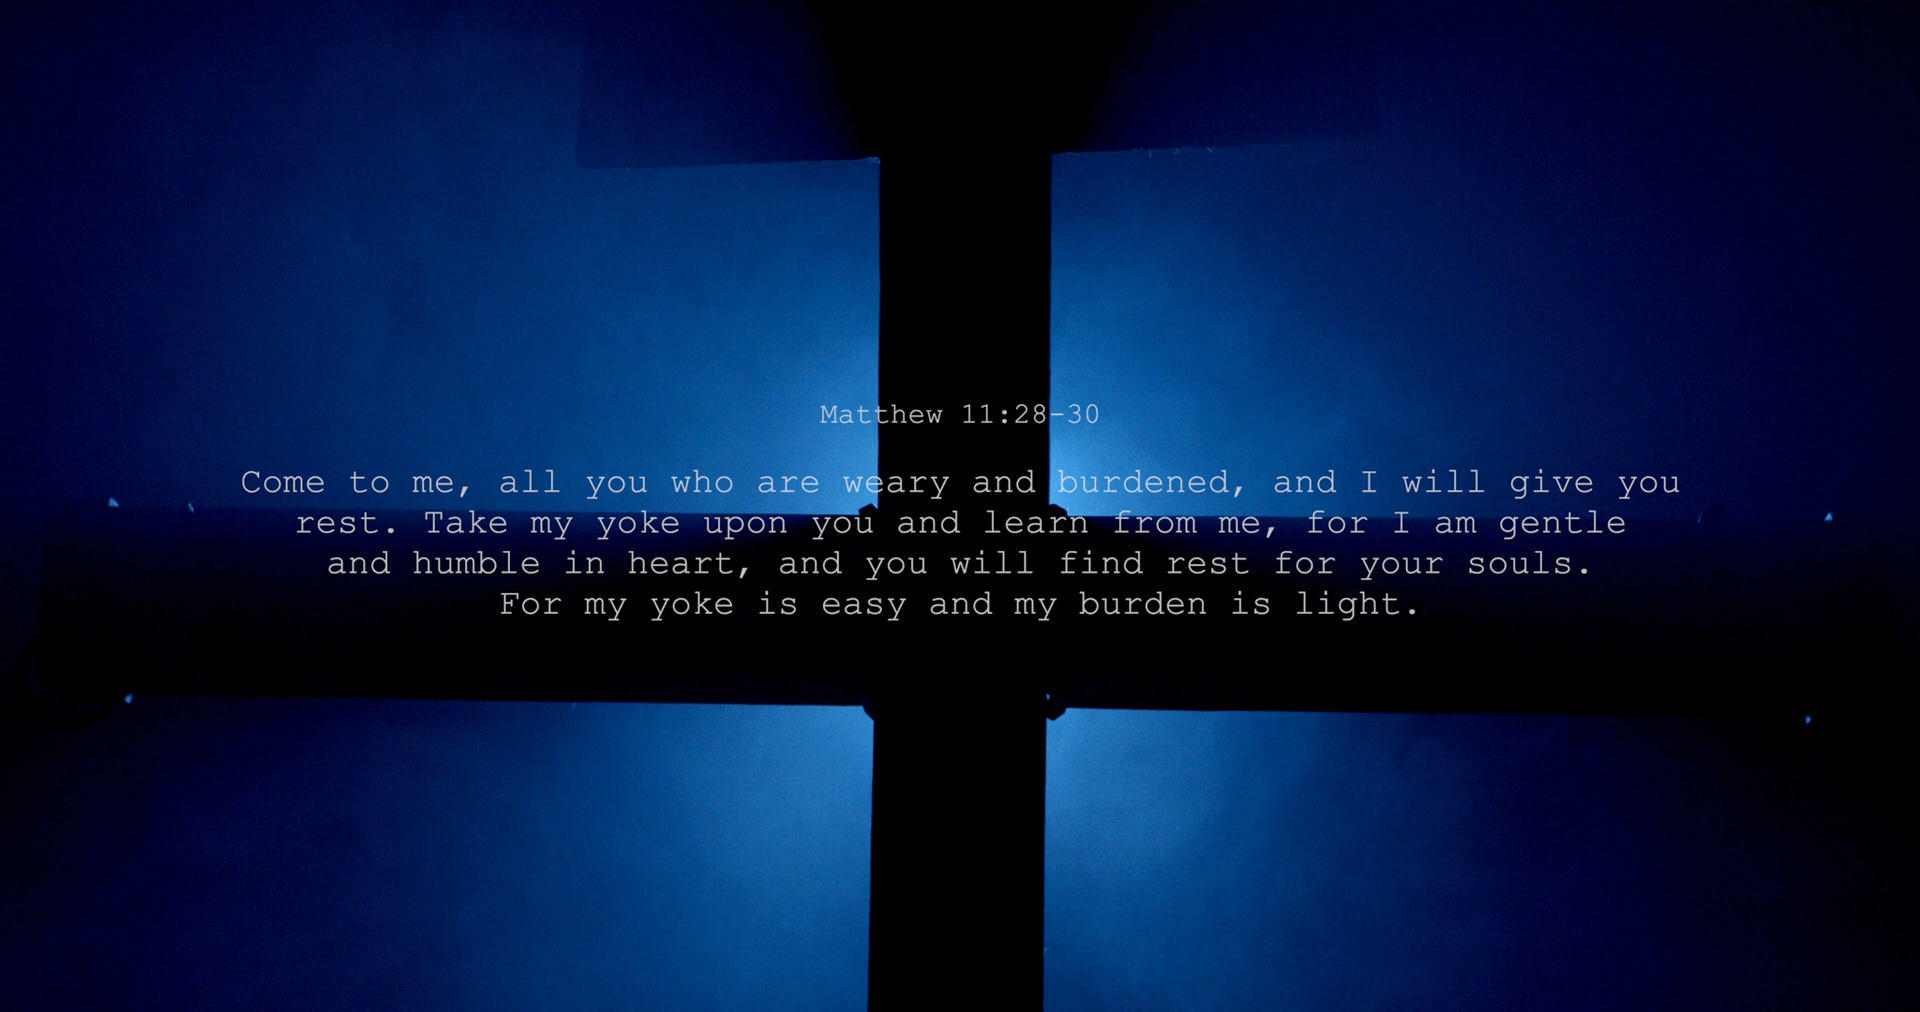 Matthew 11:28-30
Come to me, all you who are weary and burdened, and I will give you
rest. Take my yoke upon you and learn from me, for I am gentle
and humble in heart, and you will find rest for your souls.
For my yoke is easy and my burden is light.